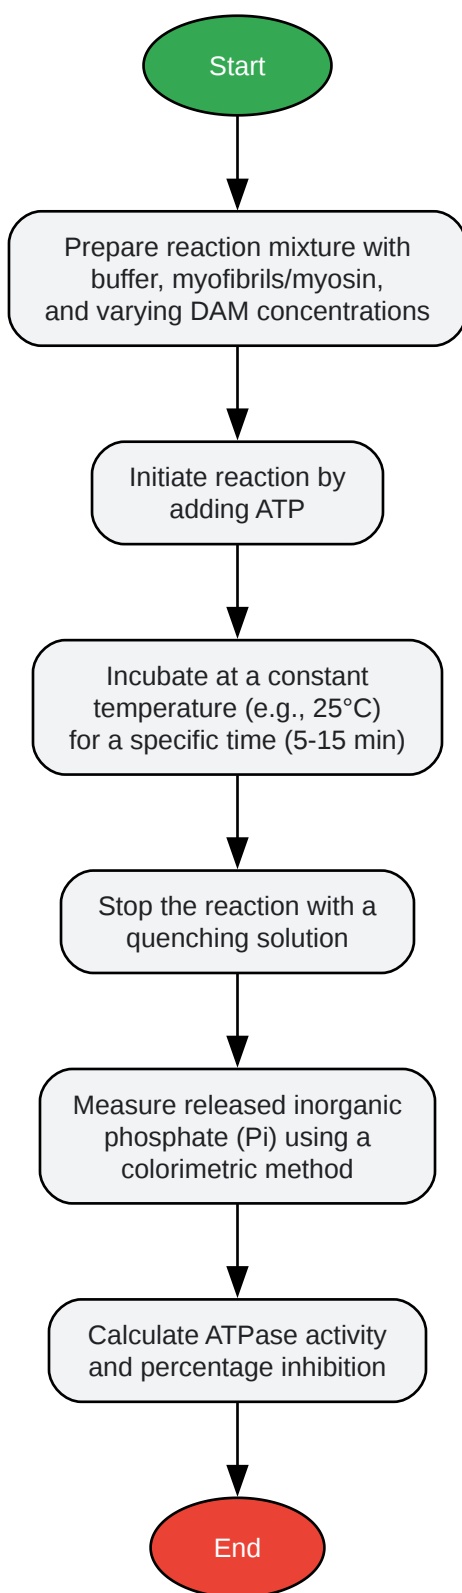 Start
Prepare reaction mixture with
buffer, myofibrils/myosin,
and varying DAM concentrations
Initiate reaction by
adding ATP
Incubate at a constant
temperature (e.g., 25°C)
for a specific time (5-15 min)
Stop the reaction with a
quenching solution
Measure released inorganic
phosphate (Pi) using a
colorimetric method
Calculate ATPase activity
and percentage inhibition
End